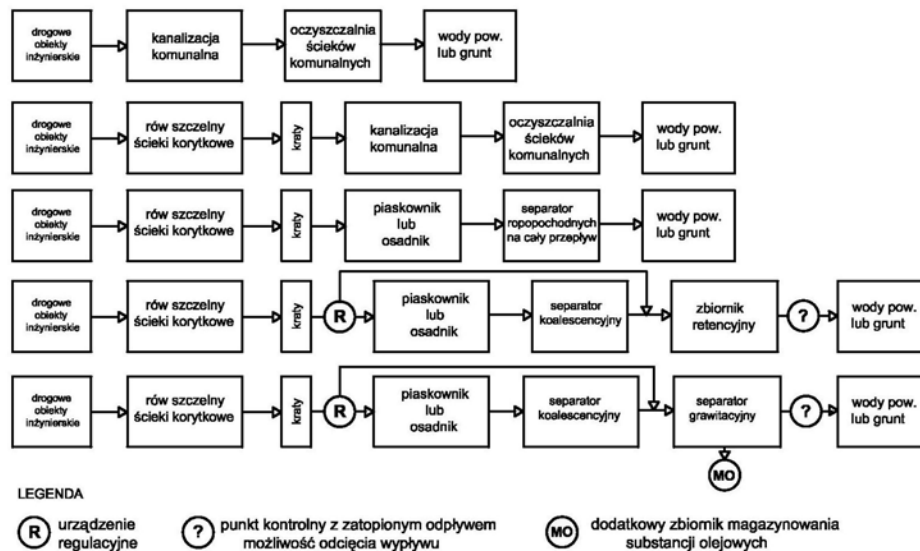 drogowe
obiekty
inżynierskie
kanalizacja
komunalna
oczyszczalnia
ścieków
komunalnych
wody pow.
lub grunt
drogowe
obiekty
inżynierskie
rów szczelny
ścieki korytkowe
kraty
kanalizacja
komunalna
oczyszczalnia
ścieków
komunalnych
wody pow.
lub grunt
drogowe
obiekty
inżynierskie
rów szczelny
ścieki korytkowe
kraty
piaskownik
lub
osadnik
separator
ropopochodnych
na cały przepływ
wody pow.
lub grunt
drogowe
obiekty
inżynierskie
rów szczelny
ścieki korytkowe
kraty
R
piaskownik
lub
osadnik
separator
koalescencyjny
zbiornik
retencyjny
?
wody pow.
lub grunt
drogowe
obiekty
inżynierskie
rów szczelny
ścieki korytkowe
kraty
R
piaskownik
lub
osadnik
separator
koalescencyjny
separator
grawitacyjny
?
wody pow.
lub grunt
MO
LEGENDA
R urządzenie
regulacyjne
? punkt kontrolny z zatopionym odpływem
możliwość odcięcia wypływu
MO dodatkowy zbiornik magazynowania
substancji olejowych